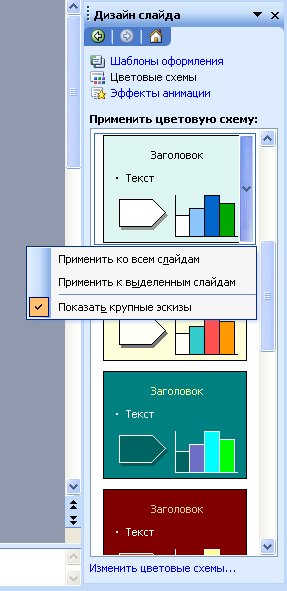 Дизайн слайда
Шаблоны оформления
Цветовые схемы
Эффекты анимации
Применить цветовую схему:
Заголовок
• Текст
Применить ко всем слайдам
Применить к выделенным слайдам
Показать крупные эскизы
Заголовок
• Текст
Заголовок
• Текст
Изменить цветовые схемы...